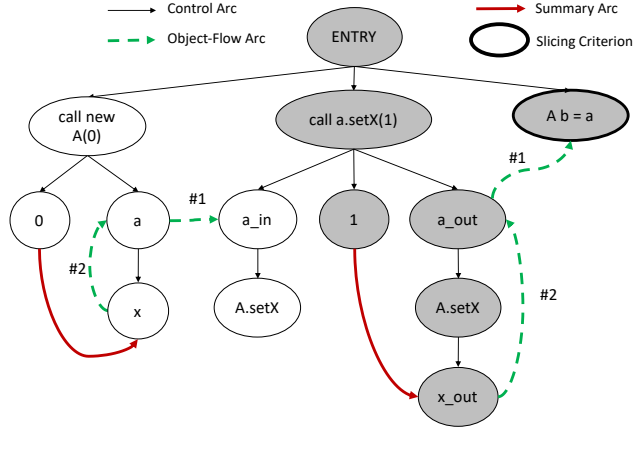 Control Arc
Object-Flow Arc
Summary Arc
Slicing Criterion
ENTRY
call new
A(0)
call a.setX(1)
A b = a
#1
#1
0
a
a_in
1
a_out
#2
#2
x
A.setX
A.setX
x_out